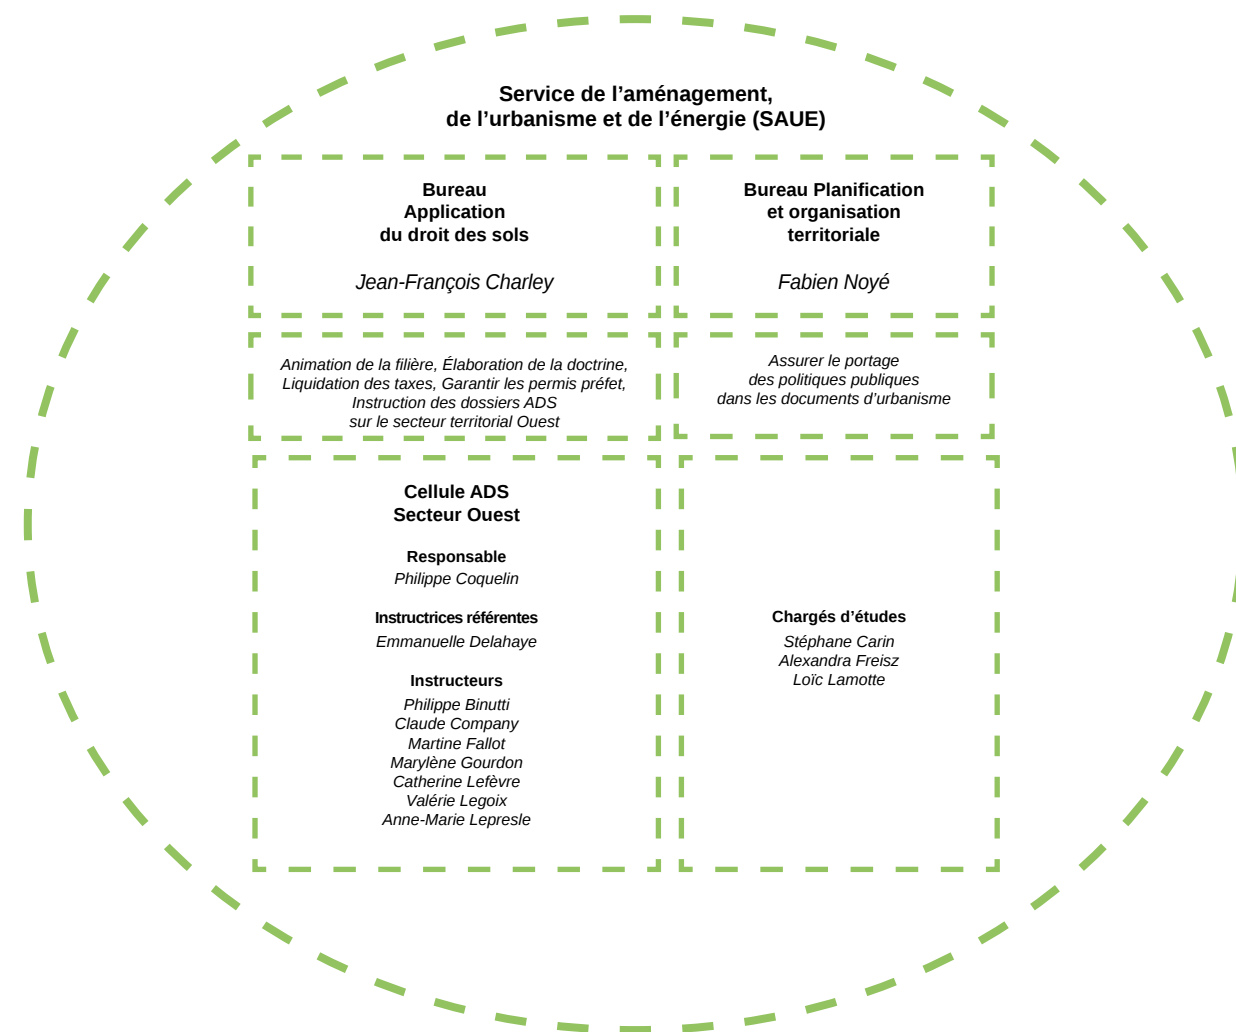 Service de l’aménagement,
de l’urbanisme et de l’énergie (SAUE)
Bureau
Application
du droit des sols
Jean-François Charley
Bureau Planification
et organisation
territoriale
Fabien Noyé
Animation de la filière, Élaboration de la doctrine,
Liquidation des taxes, Garantir les permis préfet,
Instruction des dossiers ADS
sur le secteur territorial Ouest
Assurer le portage
des politiques publiques
dans les documents d’urbanisme
Cellule ADS
Secteur Ouest
Responsable
Philippe Coquelin
Instructrices référentes
Emmanuelle Delahaye
Instructeurs
Philippe Binutti
Claude Company
Martine Fallot
Marylène Gourdon
Catherine Lefèvre
Valérie Legoix
Anne-Marie Lepresle
Chargés d’études
Stéphane Carin
Alexandra Freisz
Loïc Lamotte